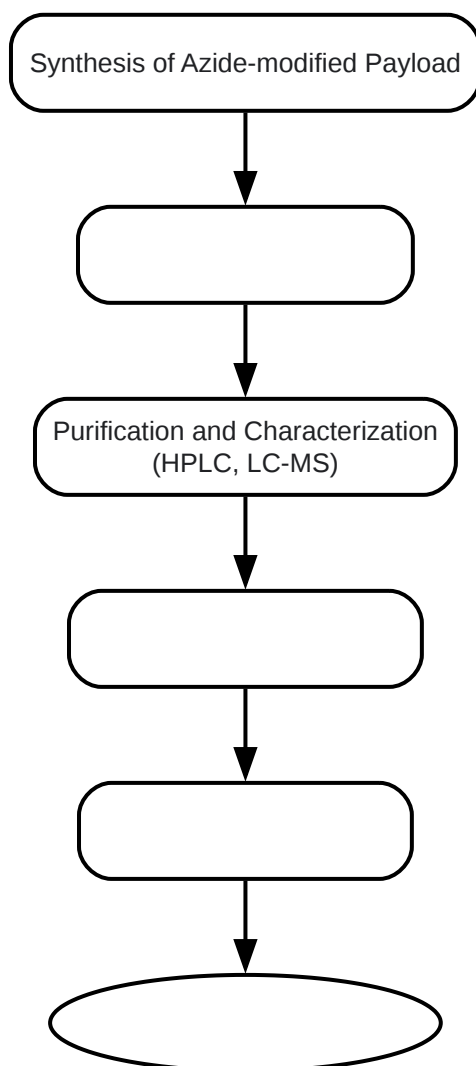 Synthesis of Azide-modified Payload
Purification and Characterization
(HPLC, LC-MS)